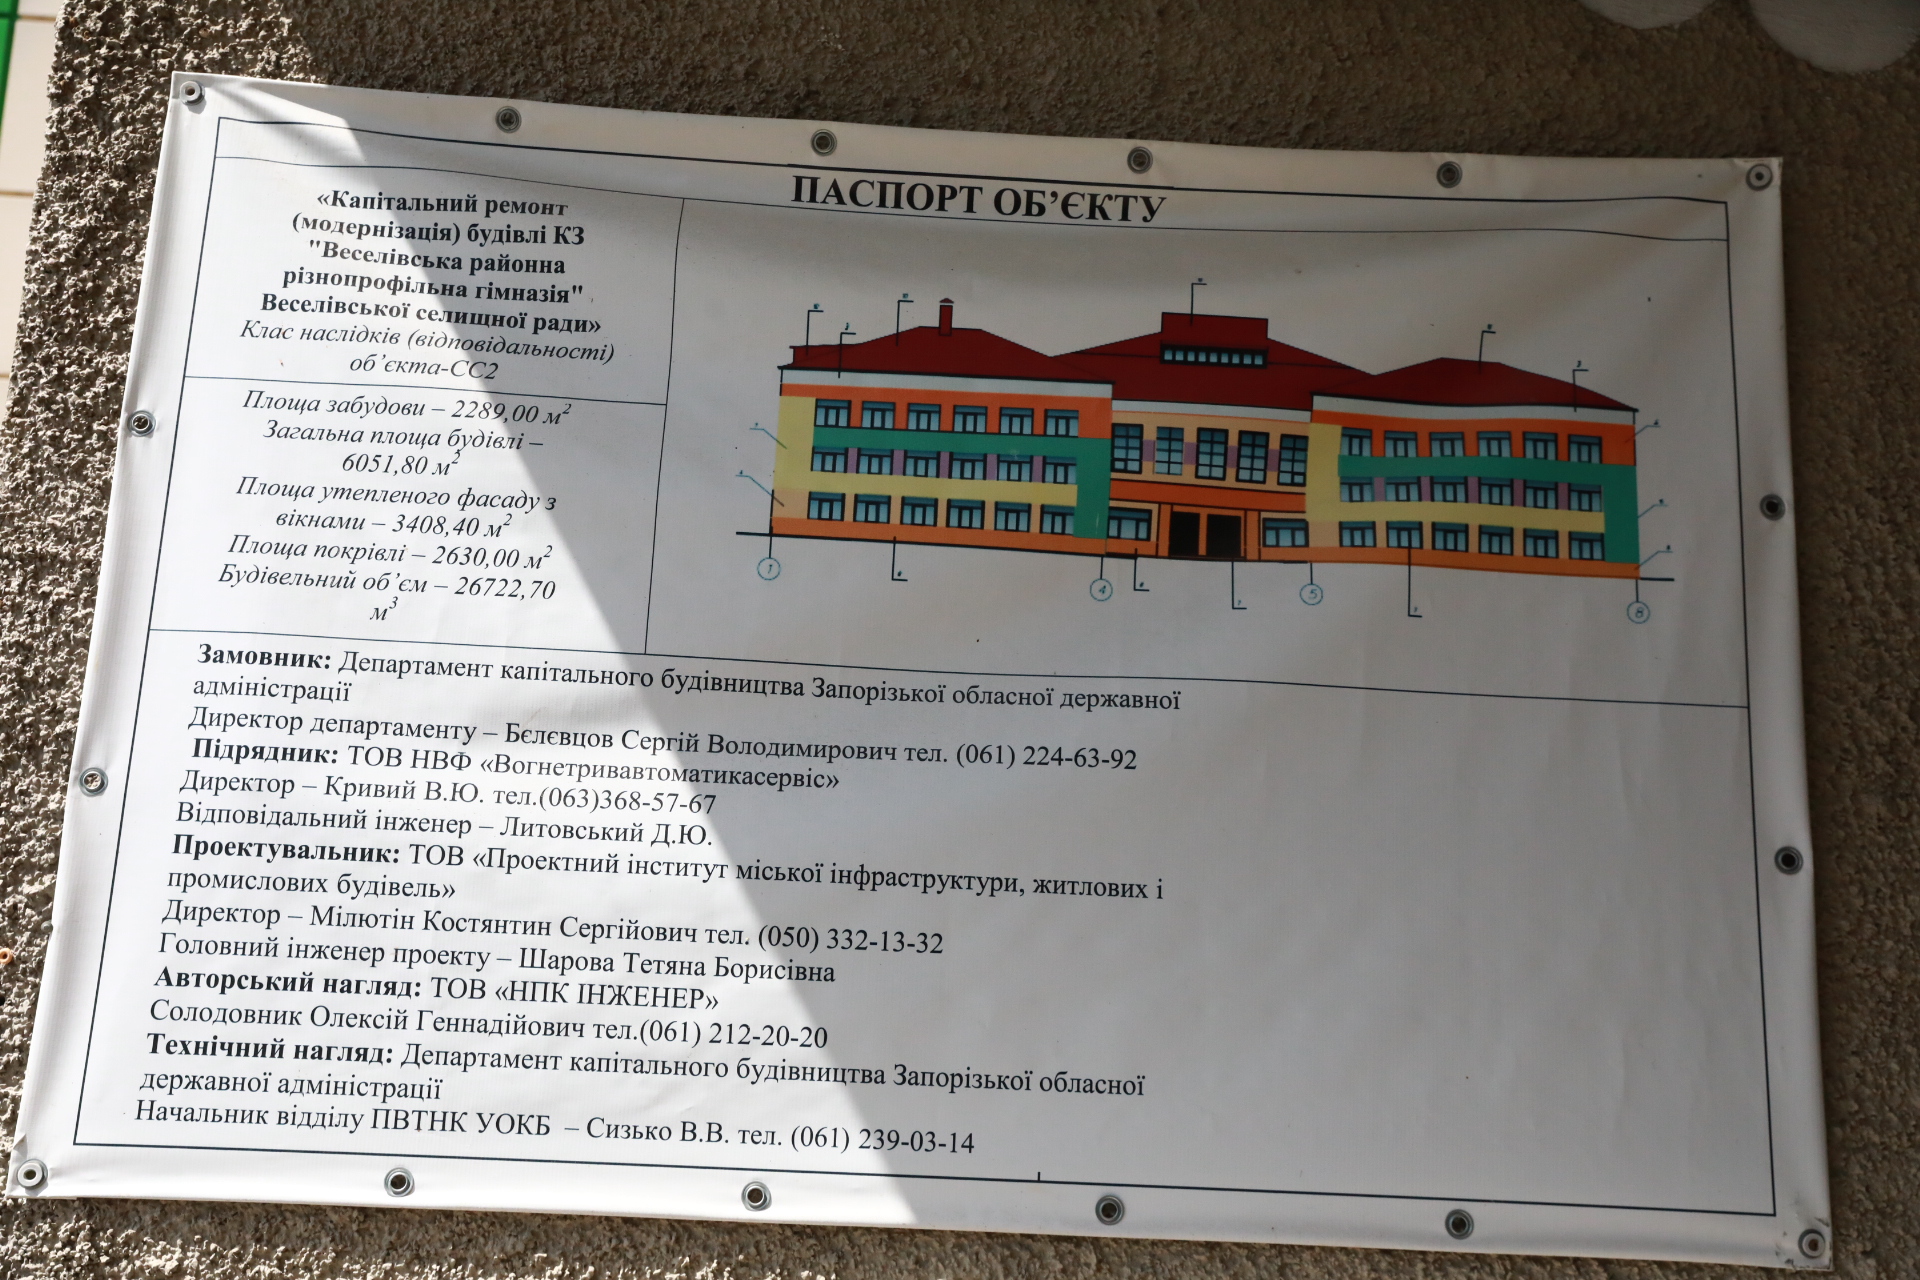 ПАСПОРТ ОБ’ЄКТУ
«Капітальний ремонт
(модернізація) будівлі КЗ
"Веселівська районна
різнопрофільна гімназія"
Веселівської селищної ради»
Клас наслідків (відповідальності)
об’єкта-СС2
Площа забудови – 2289,00 м²
Загальна площа будівлі –
6051,80 м²
Площа утепленого фасаду з
вікнами – 3408,40 м²
Площа покрівлі – 2630,00 м²
Будівельний об’єм – 26722,70
м³
1
4
5
8
Замовник: Департамент капітального будівництва Запорізької обласної державної
адміністрації
Директор департаменту – Бєлєвцов Сергій Володимирович тел. (061) 224-63-92
Підрядник: ТОВ НВФ «Вогнетривавтоматикасервіс»
Директор – Кривий В.Ю. тел.(063)368-57-67
Відповідальний інженер – Литовський Д.Ю.
Проектувальник: ТОВ «Проектний інститут міської інфраструктури, житлових і
промислових будівель»
Директор – Мілютін Костянтин Сергійович тел. (050) 332-13-32
Головний інженер проекту – Шарова Тетяна Борисівна
Авторський нагляд: ТОВ «НПК ІНЖЕНЕР»
Солодовник Олексій Геннадійович тел.(061) 212-20-20
Технічний нагляд: Департамент капітального будівництва Запорізької обласної
державної адміністрації
Начальник відділу ПВТНК УОКБ – Сизько В.В. тел. (061) 239-03-14